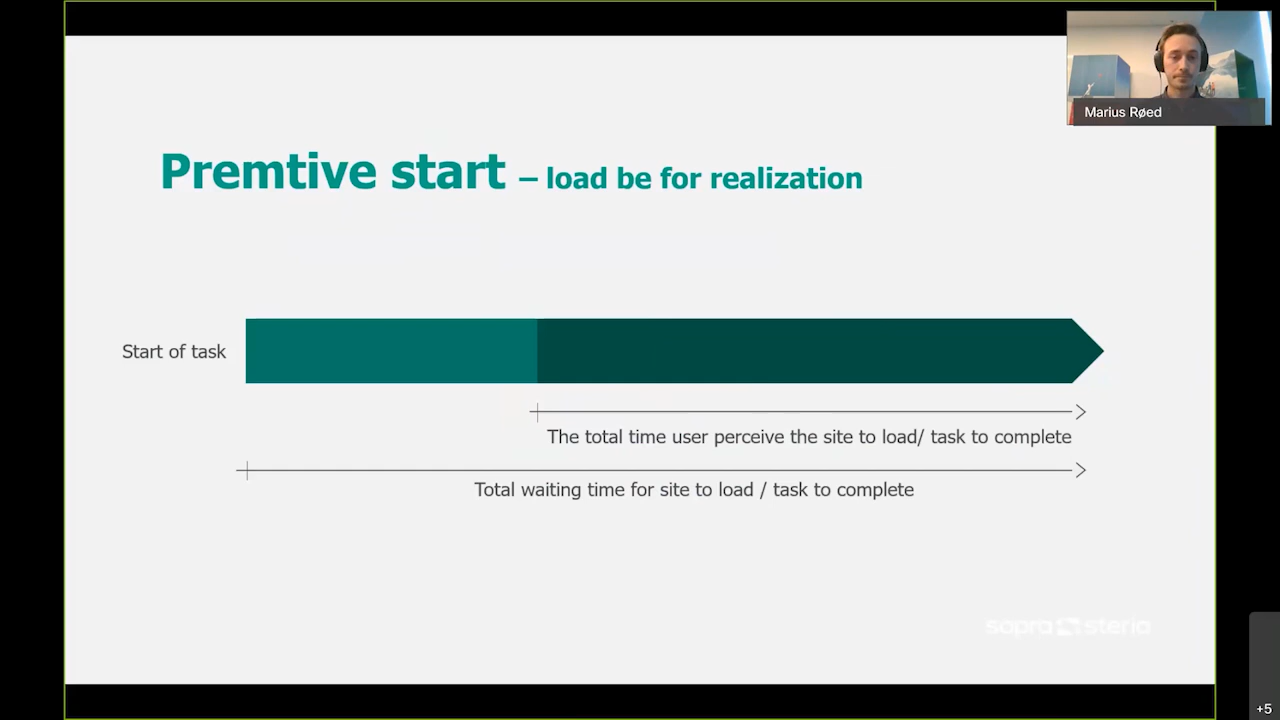 Marius Røed
Premtive start – load be for realization
Start of task
The total time user perceive the site to load/ task to complete
Total waiting time for site to load / task to complete
sopra steria
+5